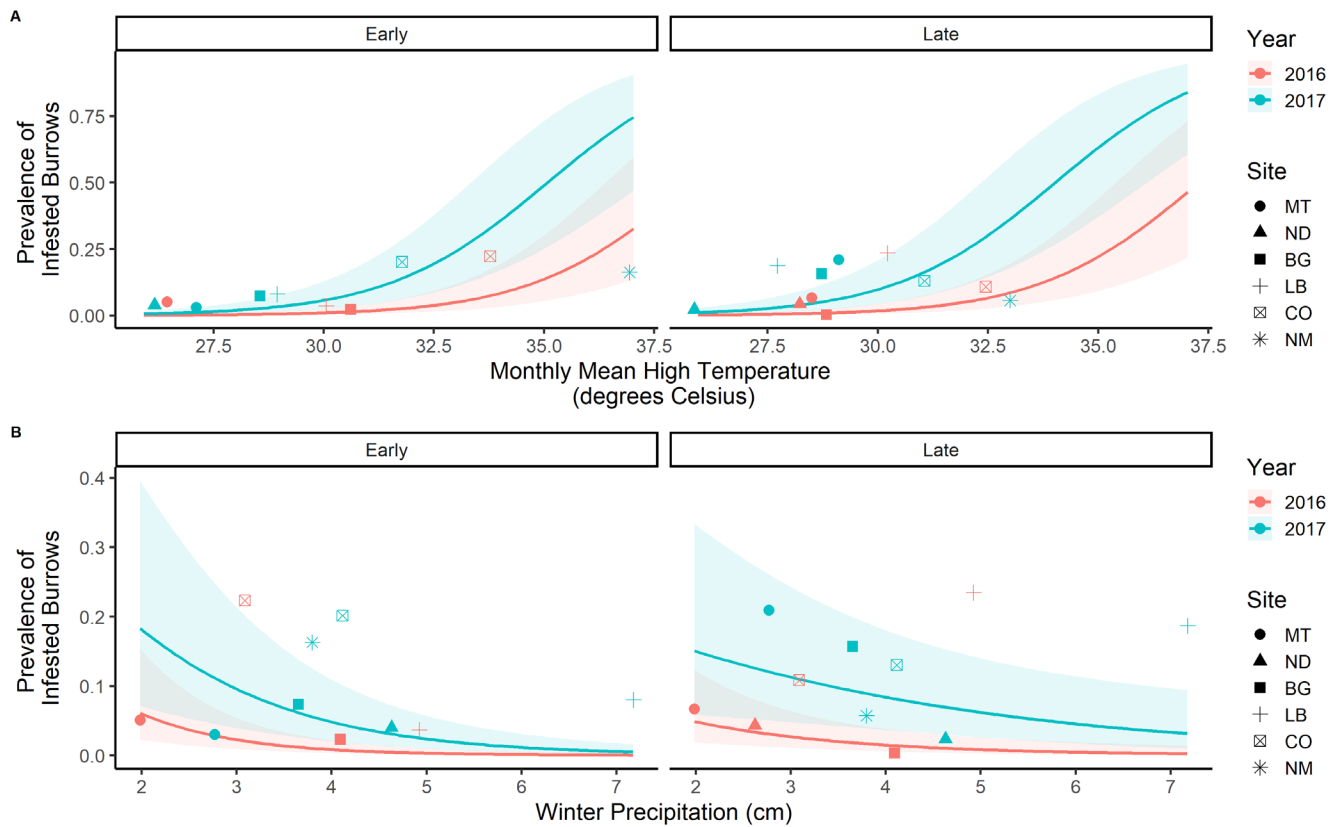 A
Early
Late
0.75
0.50
0.25
0.00
Prevalence of
Infested Burrows
27.5
30.0
32.5
35.0
37.5
27.5
30.0
32.5
35.0
37.5
Monthly Mean High Temperature
(degrees Celsius)
Year
2016
2017
Site
MT
ND
BG
LB
CO
NM
B
Early
Late
0.4
0.3
0.2
0.1
0.0
Prevalence of
Infested Burrows
2
3
4
5
6
7
2
3
4
5
6
7
Winter Precipitation (cm)
Year
2016
2017
Site
MT
ND
BG
LB
CO
NM